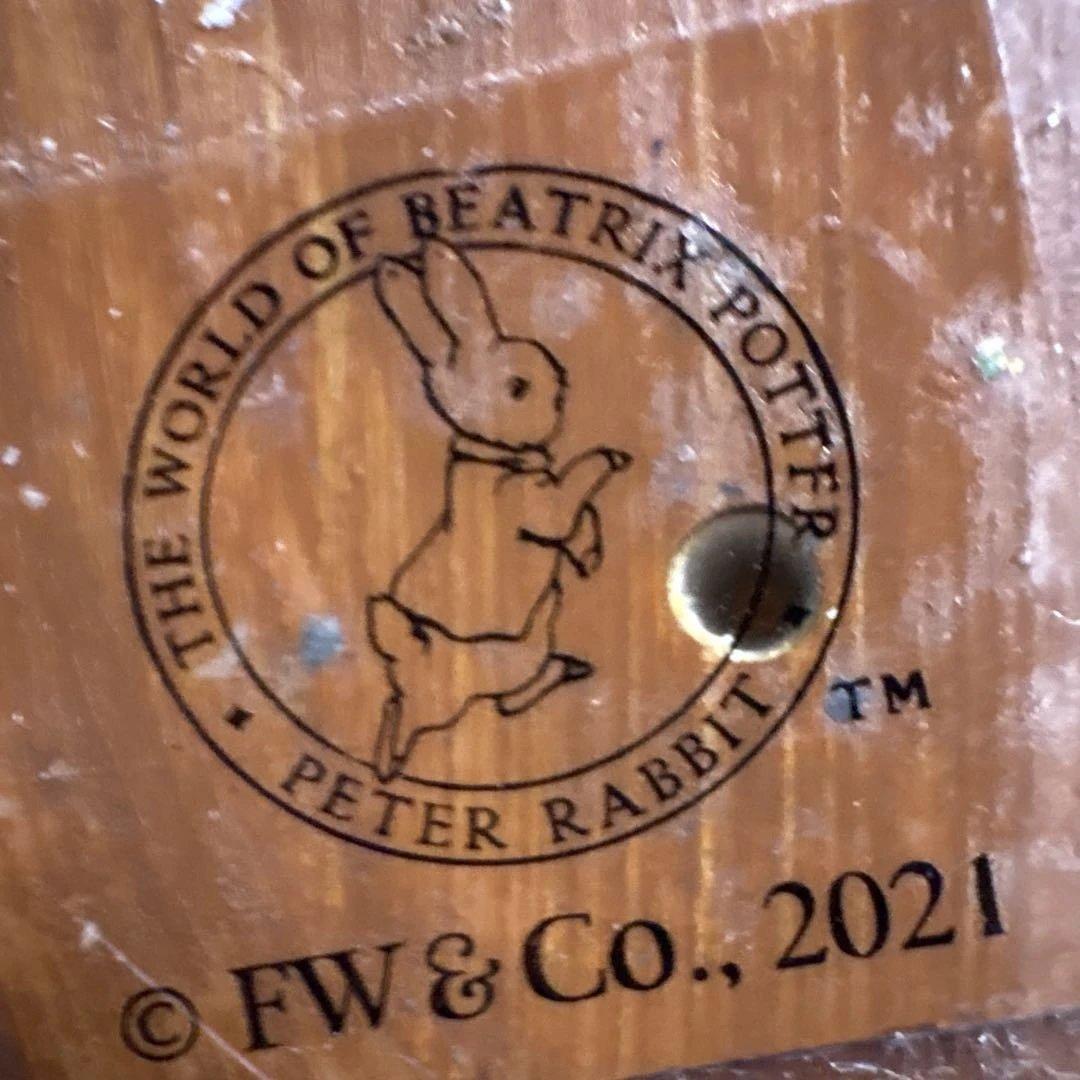 THE WORLD OF BEATRIX POTTER
PETER RABBIT
TM
© FW & Co., 2021